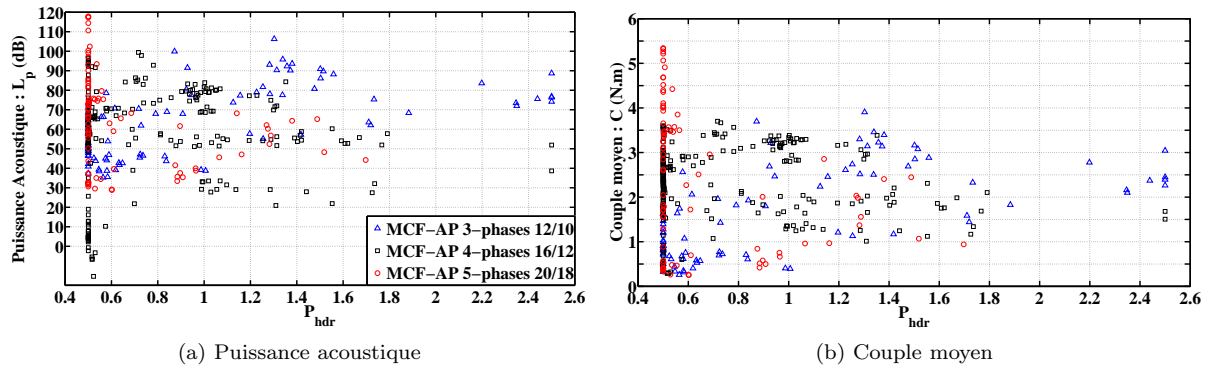 Puissance Acoustique : L_p (dB)
120
110
100
90
80
70
60
50
40
30
20
10
0
0.4 0.6 0.8 1 1.2 1.4 1.6 1.8 2 2.2 2.4 2.6
P_hdr
MCF-AP 3-phases 12/10
MCF-AP 4-phases 16/12
MCF-AP 5-phases 20/18
(a) Puissance acoustique
Couple moyen : C (N.m)
6
5
4
3
2
1
0
0.4 0.6 0.8 1 1.2 1.4 1.6 1.8 2 2.2 2.4 2.6
P_hdr
(b) Couple moyen